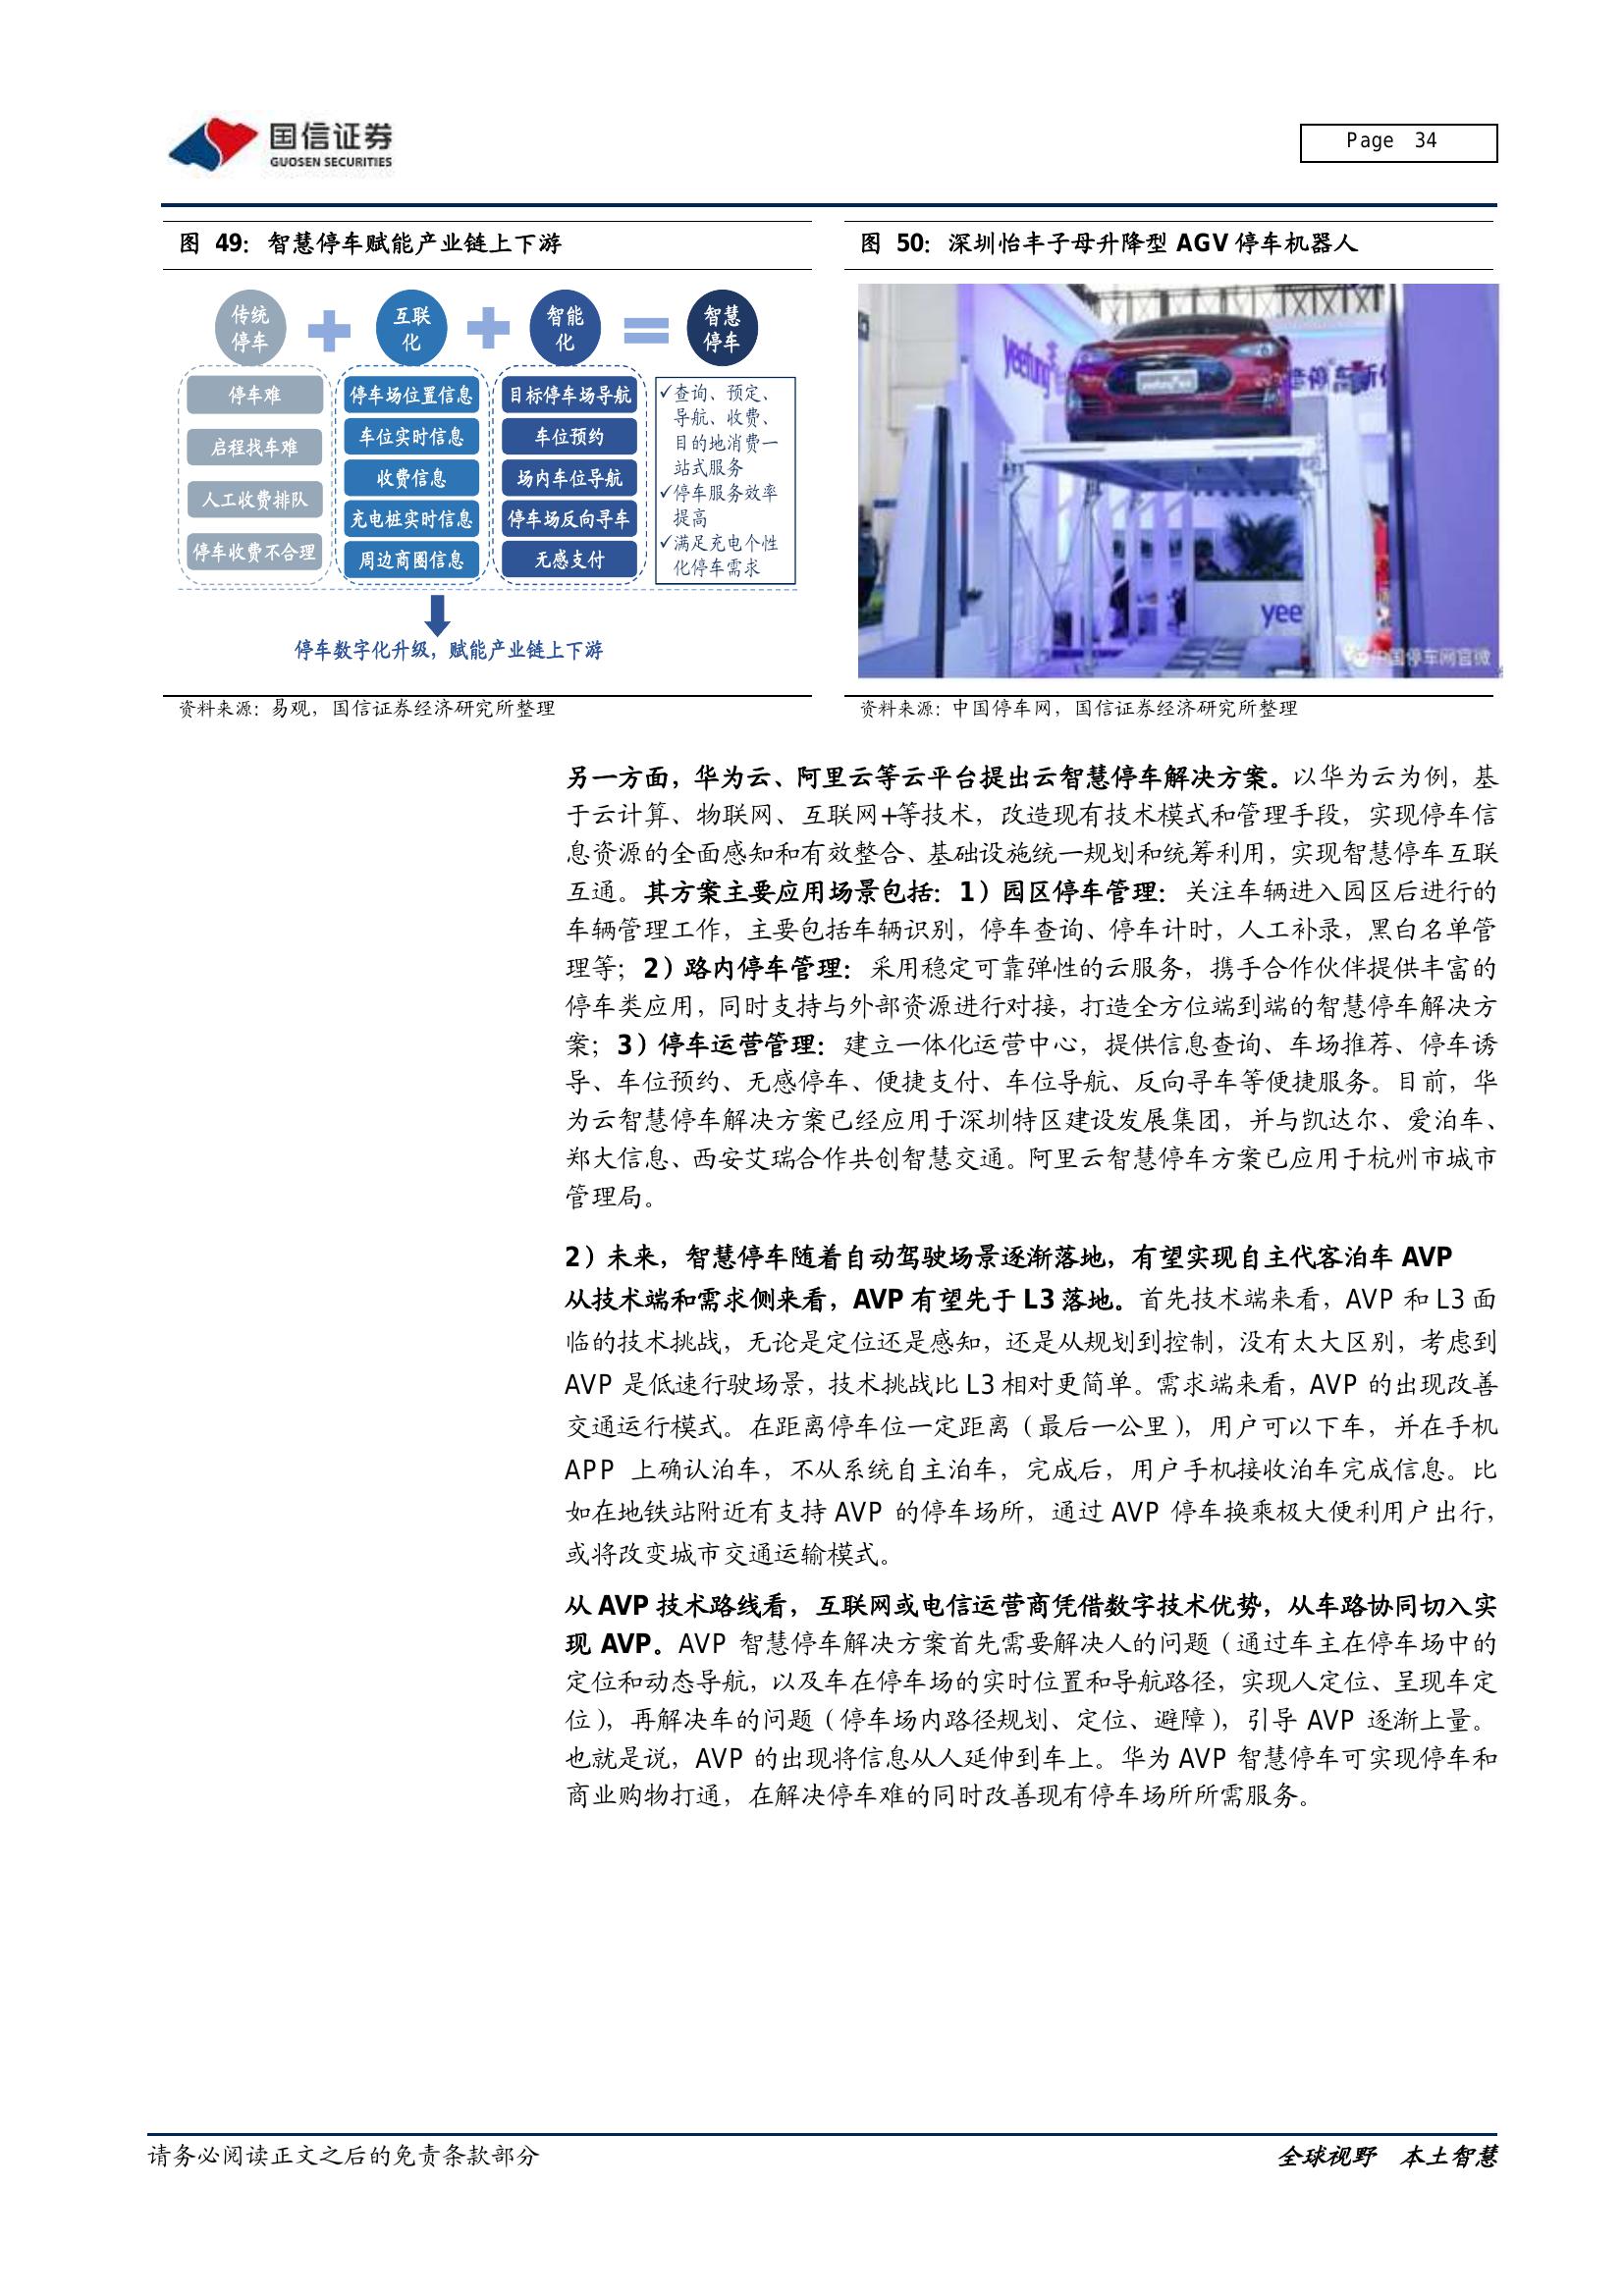 国信证券
GUOSEN SECURITIES
Page 34
图 49：智慧停车赋能产业链上下游
传统
停车
互联
化
智能
化
智慧
停车
停车难
启程找车难
人工收费排队
停车收费不合理
停车场位置信息
车位实时信息
收费信息
充电桩实时信息
周边商圈信息
目标停车场导航
车位预约
场内车位导航
停车场反向寻车
无感支付
✓查询、预定、
导航、收费、
目的地消费一
站式服务
✓停车服务效率
提高
✓满足充电个性
化停车需求
停车数字化升级，赋能产业链上下游
资料来源：易观，国信证券经济研究所整理
图 50：深圳怡丰子母升降型 AGV 停车机器人
yeefung
yee
中国停车网官微
资料来源：中国停车网，国信证券经济研究所整理
另一方面，华为云、阿里云等云平台提出云智慧停车解决方案。以华为云为例，基
于云计算、物联网、互联网+等技术，改造现有技术模式和管理手段，实现停车信
息资源的全面感知和有效整合、基础设施统一规划和统筹利用，实现智慧停车互联
互通。其方案主要应用场景包括：1）园区停车管理：关注车辆进入园区后进行的
车辆管理工作，主要包括车辆识别，停车查询、停车计时，人工补录，黑白名单管
理等；2）路内停车管理：采用稳定可靠弹性的云服务，携手合作伙伴提供丰富的
停车类应用，同时支持与外部资源进行对接，打造全方位端到端的智慧停车解决方
案；3）停车运营管理：建立一体化运营中心，提供信息查询、车场推荐、停车诱
导、车位预约、无感停车、便捷支付、车位导航、反向寻车等便捷服务。目前，华
为云智慧停车解决方案已经应用于深圳特区建设发展集团，并与凯达尔、爱泊车、
郑大信息、西安艾瑞合作共创智慧交通。阿里云智慧停车方案已应用于杭州市城市
管理局。
2）未来，智慧停车随着自动驾驶场景逐渐落地，有望实现自主代客泊车 AVP
从技术端和需求侧来看，AVP 有望先于 L3 落地。首先技术端来看，AVP 和 L3 面
临的技术挑战，无论是定位还是感知，还是从规划到控制，没有太大区别，考虑到
AVP 是低速行驶场景，技术挑战比 L3 相对更简单。需求端来看，AVP 的出现改善
交通运行模式。在距离停车位一定距离（最后一公里），用户可以下车，并在手机
APP 上确认泊车，不从系统自主泊车，完成后，用户手机接收泊车完成信息。比
如在地铁站附近有支持 AVP 的停车场所，通过 AVP 停车换乘极大便利用户出行，
或将改变城市交通运输模式。
从 AVP 技术路线看，互联网或电信运营商凭借数字技术优势，从车路协同切入实
现 AVP。AVP 智慧停车解决方案首先需要解决人的问题（通过车主在停车场中的
定位和动态导航，以及车在停车场的实时位置和导航路径，实现人定位、呈现车定
位），再解决车的问题（停车场内路径规划、定位、避障），引导 AVP 逐渐上量。
也就是说，AVP 的出现将信息从人延伸到车上。华为 AVP 智慧停车可实现停车和
商业购物打通，在解决停车难的同时改善现有停车场所所需服务。
请务必阅读正文之后的免责条款部分
全球视野 本土智慧